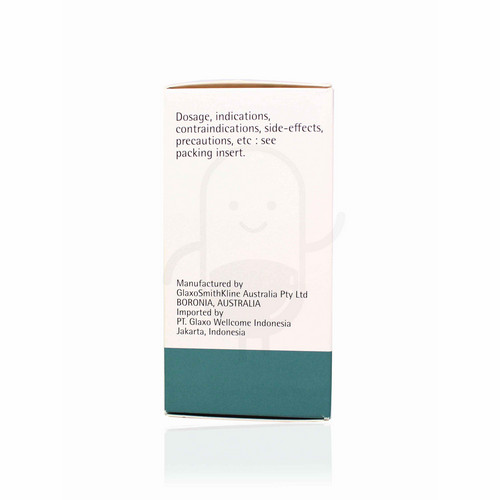 Dosage, indications,
contraindications, side-effects,
precautions, etc : see
packing insert.
Manufactured by
GlaxoSmithKline Australia Pty Ltd
BORONIA, AUSTRALIA
Imported by
PT. Glaxo Wellcome Indonesia
Jakarta, Indonesia